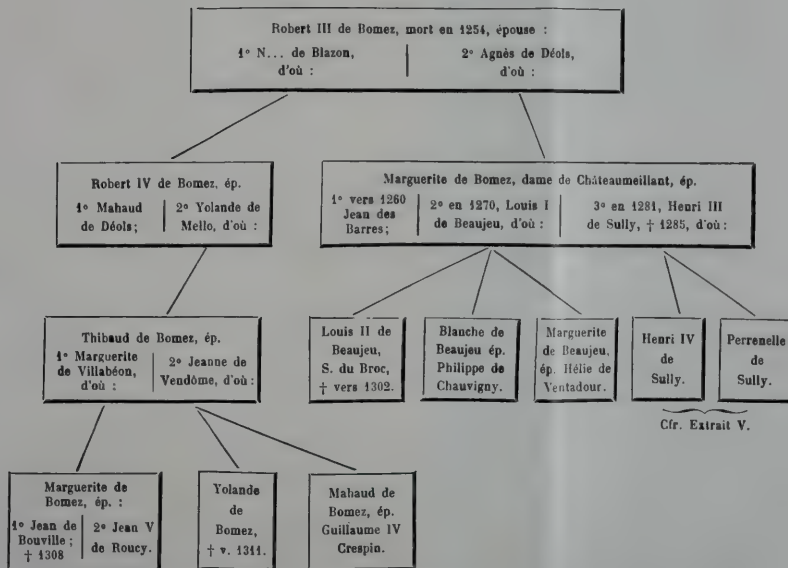 Robert III de Bomez, mort en 1254, épouse :
1° N... de Blazon,
d'où :
2° Agnès de Déols,
d'où :
Robert IV de Bomez, ép.
1° Mahaud
de Déols;
2° Yolande de
Mello, d'où :
Marguerite de Bomez, dame de Châteaumeillant, ép.
1° vers 1260
Jean des
Barres;
2° en 1270, Louis I
de Beaujeu, d'où :
3° en 1281, Henri III
de Sully, † 1285, d'où :
Thibaud de Bomez, ép.
1° Marguerite
de Villabéon,
d'où :
2° Jeanne de
Vendôme, d'où :
Louis II de
Beaujeu,
S. du Broc,
† vers 1302.
Blanche de
Beaujeu ép.
Philippe de
Chauvigny.
Marguerite
de Beaujeu,
ép. Hélie de
Ventadour.
Henri IV
de
Sully.
Perrenelle
de
Sully.
Cfr. Extrait V.
Marguerite de
Bomez, ép. :
1° Jean de
Bouville ;
† 1308
2° Jean V
de Roucy.
Yolande
de
Bomez,
† v. 1311.
Mahaud de
Bomez, ép.
Guillaume IV
Crespin.